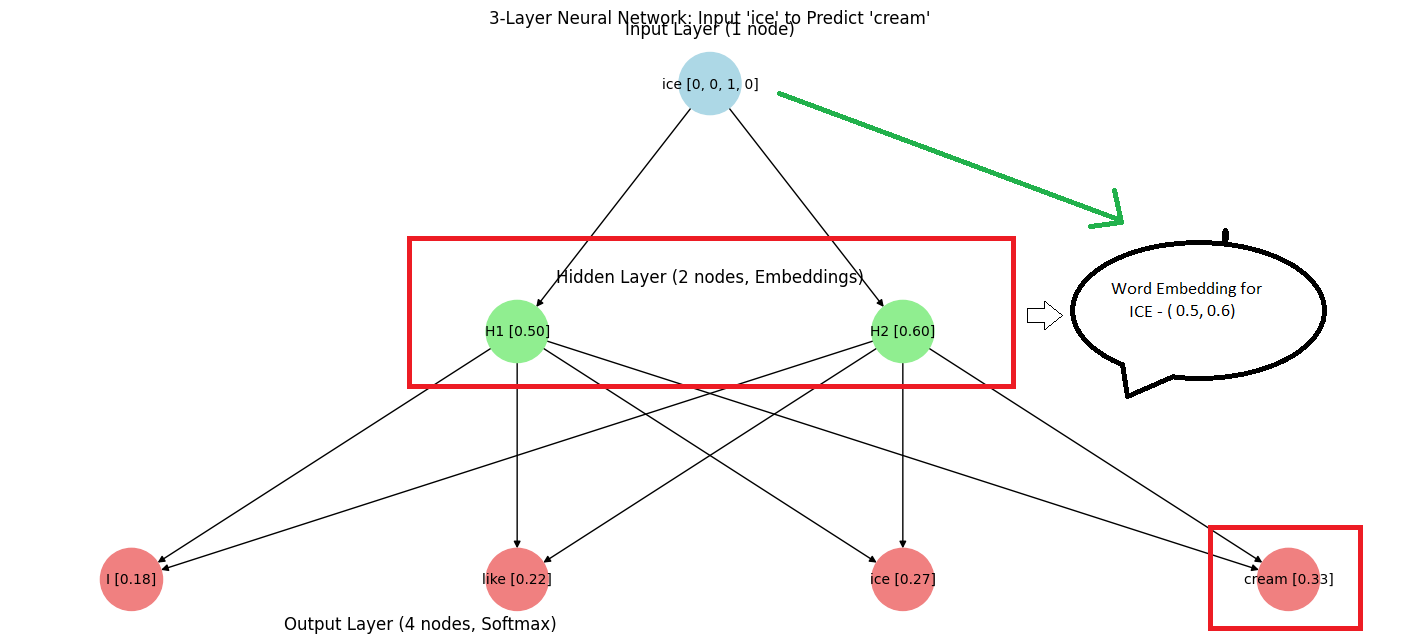 3-Layer Neural Network: Input 'ice' to Predict 'cream'
Input Layer (1 node)
ice [0, 0, 1, 0]
Hidden Layer (2 nodes, Embeddings)
H1 [0.50]
H2 [0.60]
Word Embedding for
ICE - ( 0.5, 0.6)
I [0.18]
like [0.22]
ice [0.27]
cream [0.33]
Output Layer (4 nodes, Softmax)